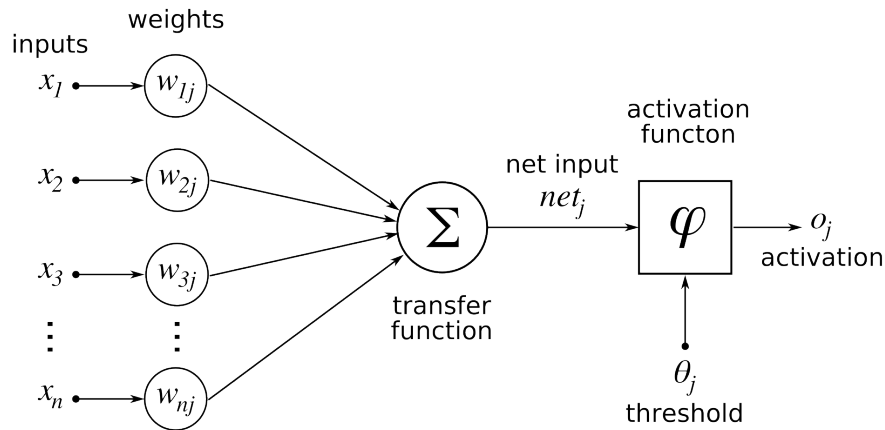 weights
inputs
x1
w1j
x2
w2j
x3
w3j
⋮ ⋮
xn
wnj
Σ
transfer
function
net input
netj
activation
functon
φ
oj
activation
θj
threshold